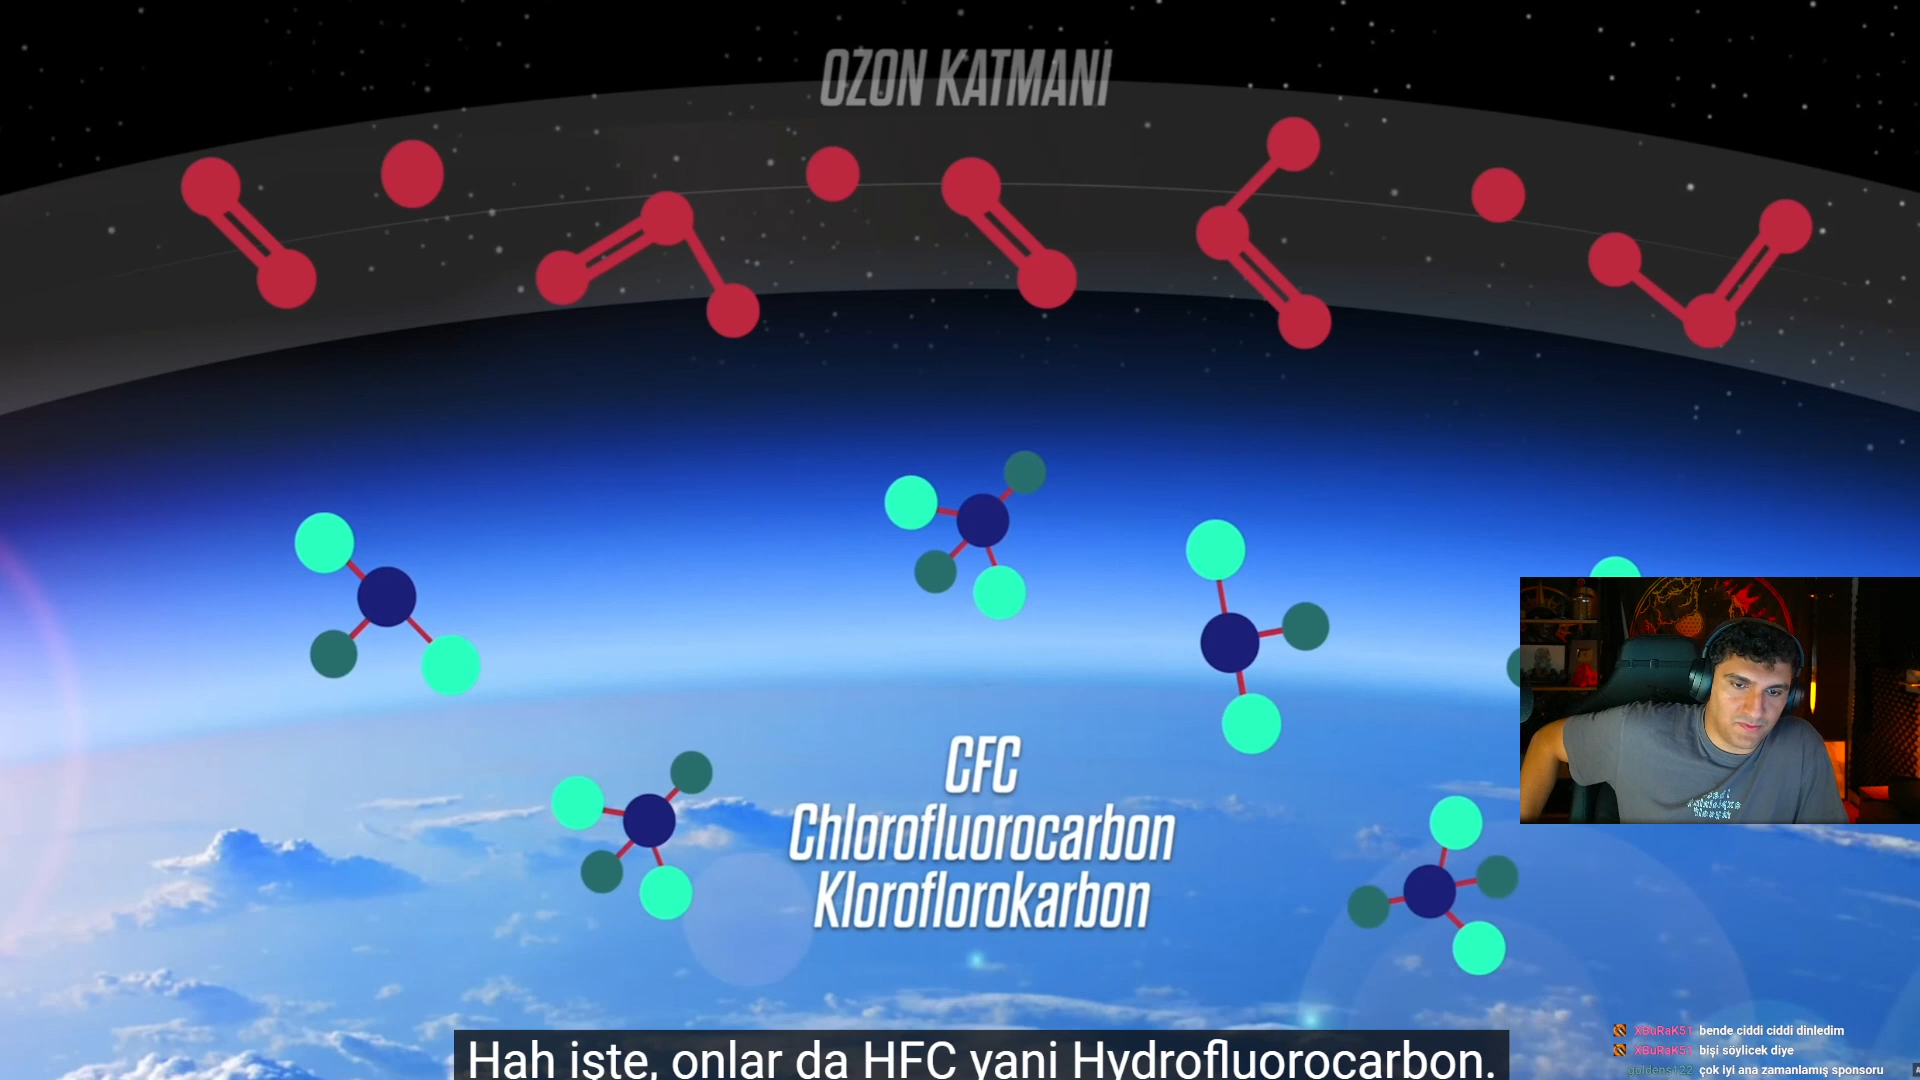 OZON KATMANI
CFC
Chlorofluorocarbon
Kloroflorokarbon
Hah işte, onlar da HFC yani Hydrofluorocarbon.
XBuRaK51 bende ciddi ciddi dinledim
XBuRaK51 bişi söylicek diye
goldens122 çok iyi ana zamanlamış sponsoru